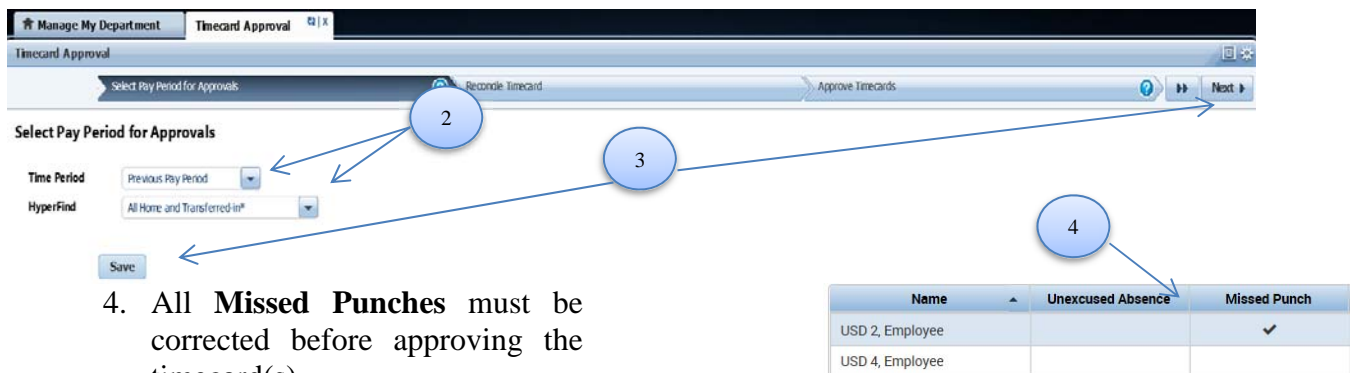 Manage My Department Timecard Approval x
Timecard Approval
Select Pay Period for Approvals Reconcile Timecard Approve Timecards ? Next
2
Select Pay Period for Approvals
3
Time Period Previous Pay Period
HyperFind All Home and Transferred-in*
4
Save
4. All Missed Punches must be
corrected before approving the
timecard(s)
Name Unexcused Absence Missed Punch
USD 2, Employee ✔
USD 4, Employee